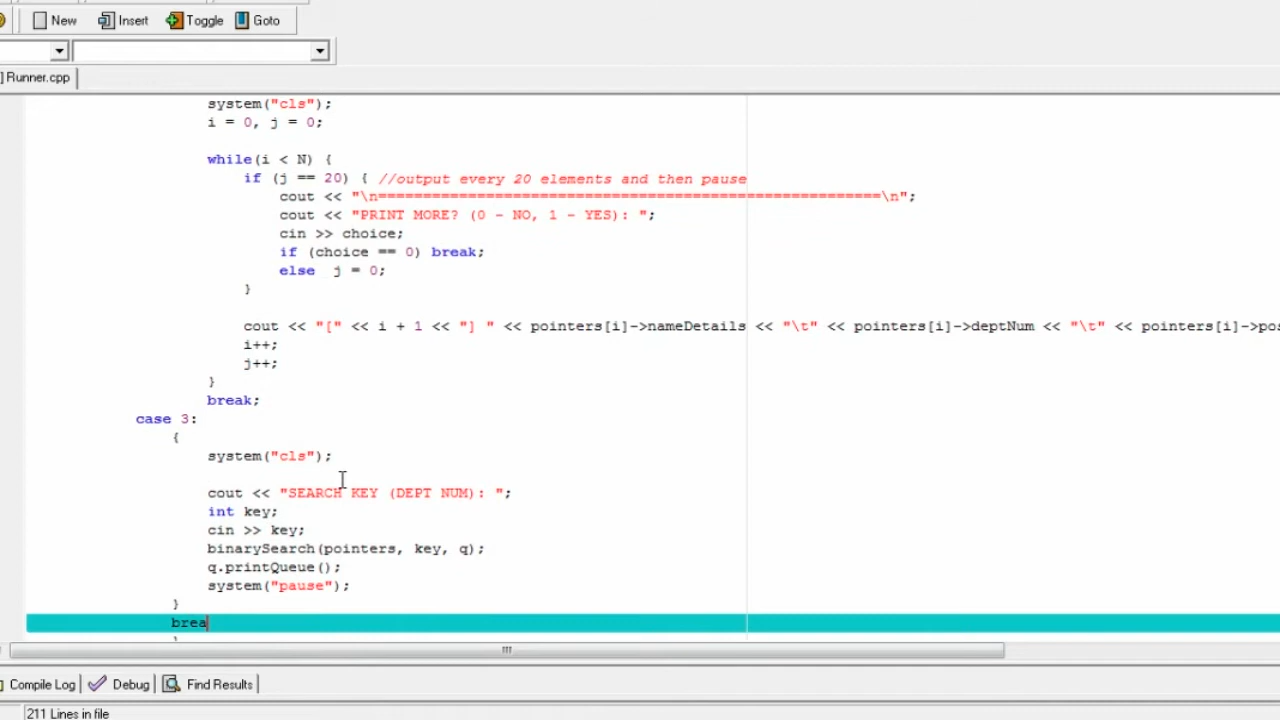 New Insert Toggle Goto
] Runner.cpp
system("cls");
i = 0, j = 0;
while(i < N) {
if (j == 20) { //output every 20 elements and then pause
cout << "\n========================================================\n";
cout << "PRINT MORE? (0 - NO, 1 - YES): ";
cin >> choice;
if (choice == 0) break;
else j = 0;
}
cout << "[" << i + 1 << "] " << pointers[i]->nameDetails << "\t" << pointers[i]->deptNum << "\t" << pointers[i]->pos
i++;
j++;
}
break;
case 3:
{
system("cls");
cout << "SEARCH KEY (DEPT NUM): ";
int key;
cin >> key;
binarySearch(pointers, key, q);
q.printQueue();
system("pause");
}
brea
Compile Log Debug Find Results
211 Lines in file